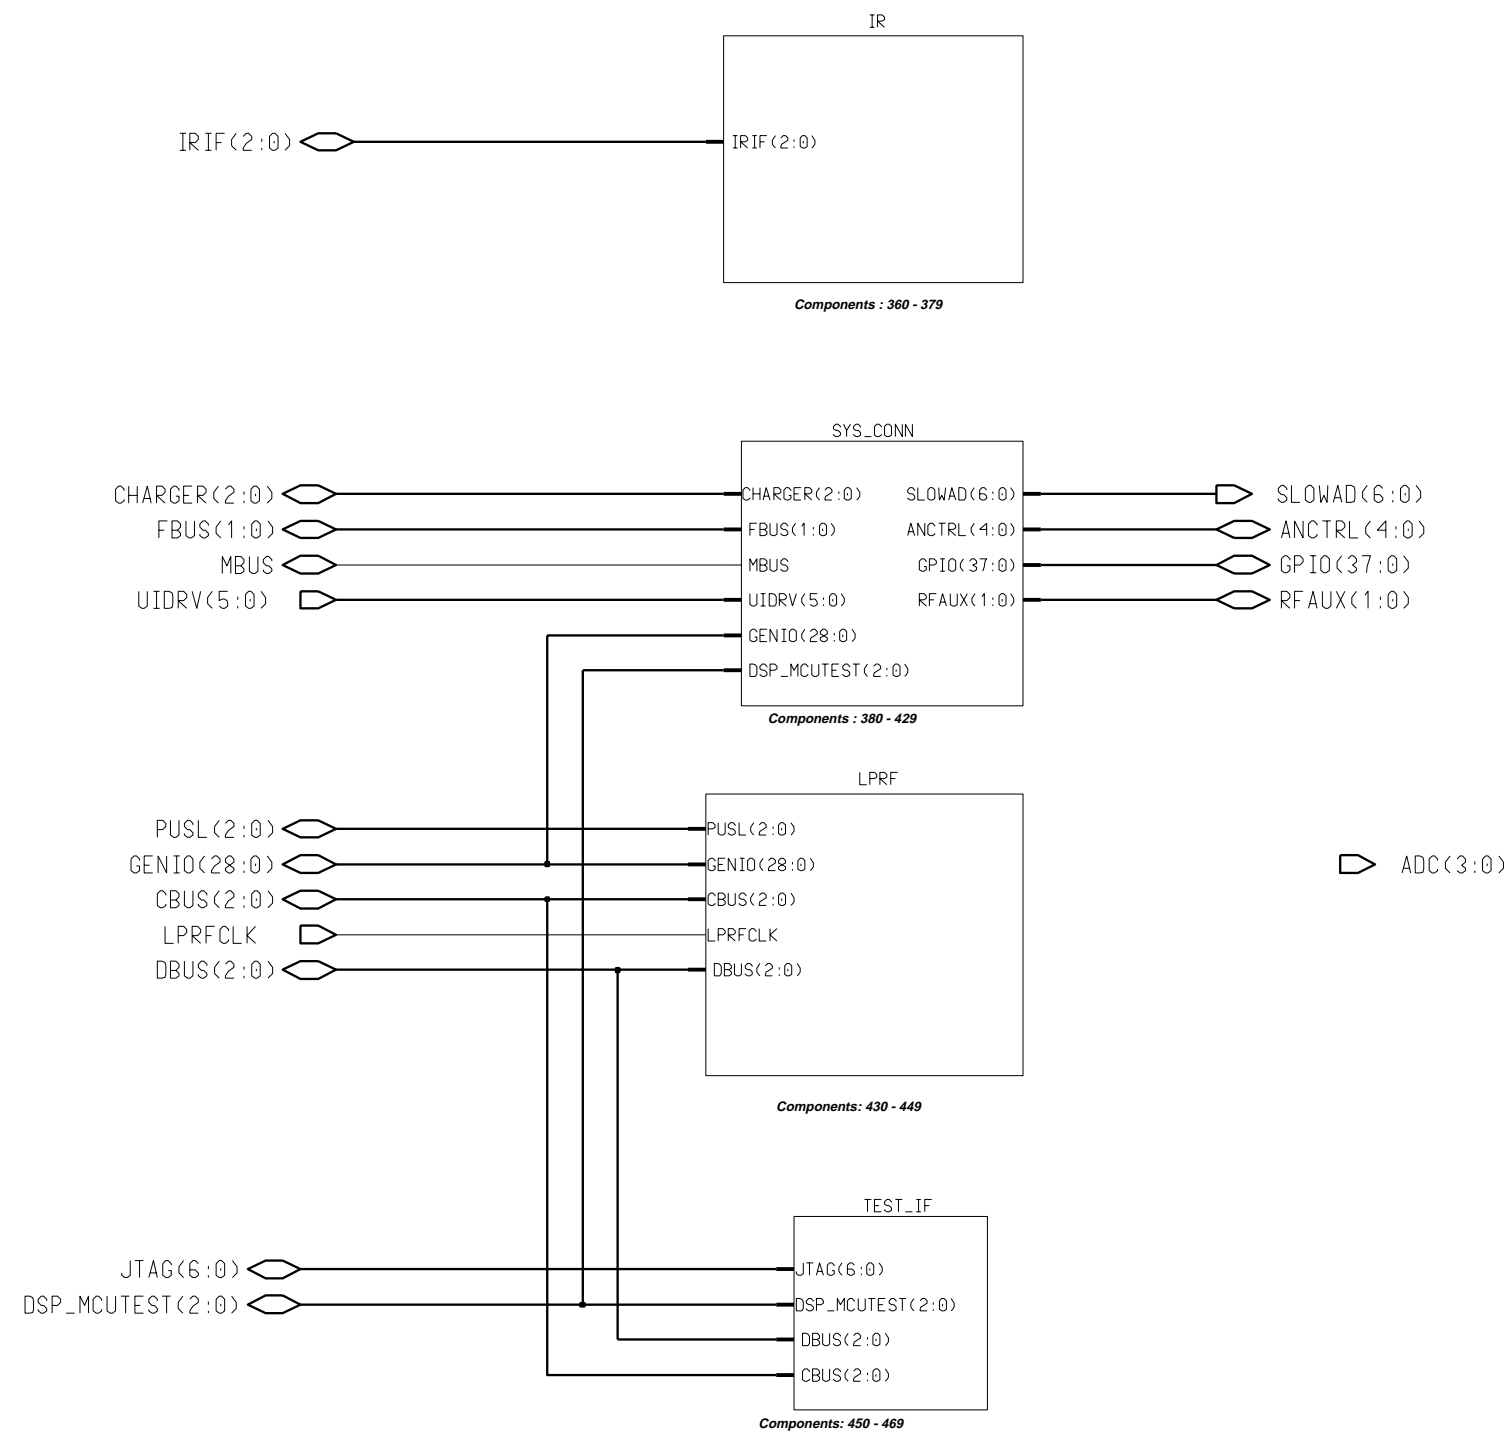 IR
IRIF(2:0) IRIF(2:0)
Components : 360 - 379
SYS_CONN
CHARGER(2:0) CHARGER(2:0) SLOWAD(6:0) SLOWAD(6:0)
FBUS(1:0) FBUS(1:0) ANCTRL(4:0) ANCTRL(4:0)
MBUS MBUS GPIO(37:0) GPIO(37:0)
UIDRV(5:0) UIDRV(5:0) RFAUX(1:0) RFAUX(1:0)
GENIO(28:0)
DSP_MCUTEST(2:0)
Components : 380 - 429
LPRF
PUSL(2:0) PUSL(2:0)
GENIO(28:0) GENIO(28:0) ADC(3:0)
CBUS(2:0) CBUS(2:0)
LPRFCLK LPRFCLK
DBUS(2:0) DBUS(2:0)
Components: 430 - 449
TEST_IF
JTAG(6:0) JTAG(6:0)
DSP_MCUTEST(2:0) DSP_MCUTEST(2:0)
DBUS(2:0)
CBUS(2:0)
Components: 450 - 469